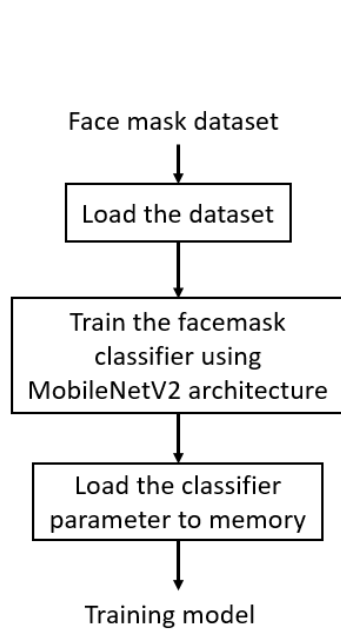 Face mask dataset
Load the dataset
Train the facemask
classifier using
MobileNetV2 architecture
Load the classifier
parameter to memory
Training model